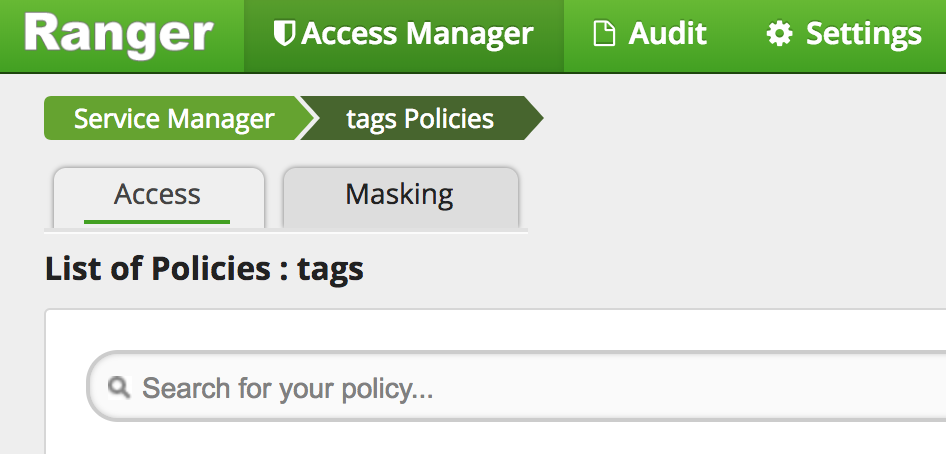 Ranger Access Manager Audit Settings
Service Manager tags Policies
Access Masking
List of Policies : tags
Search for your policy...